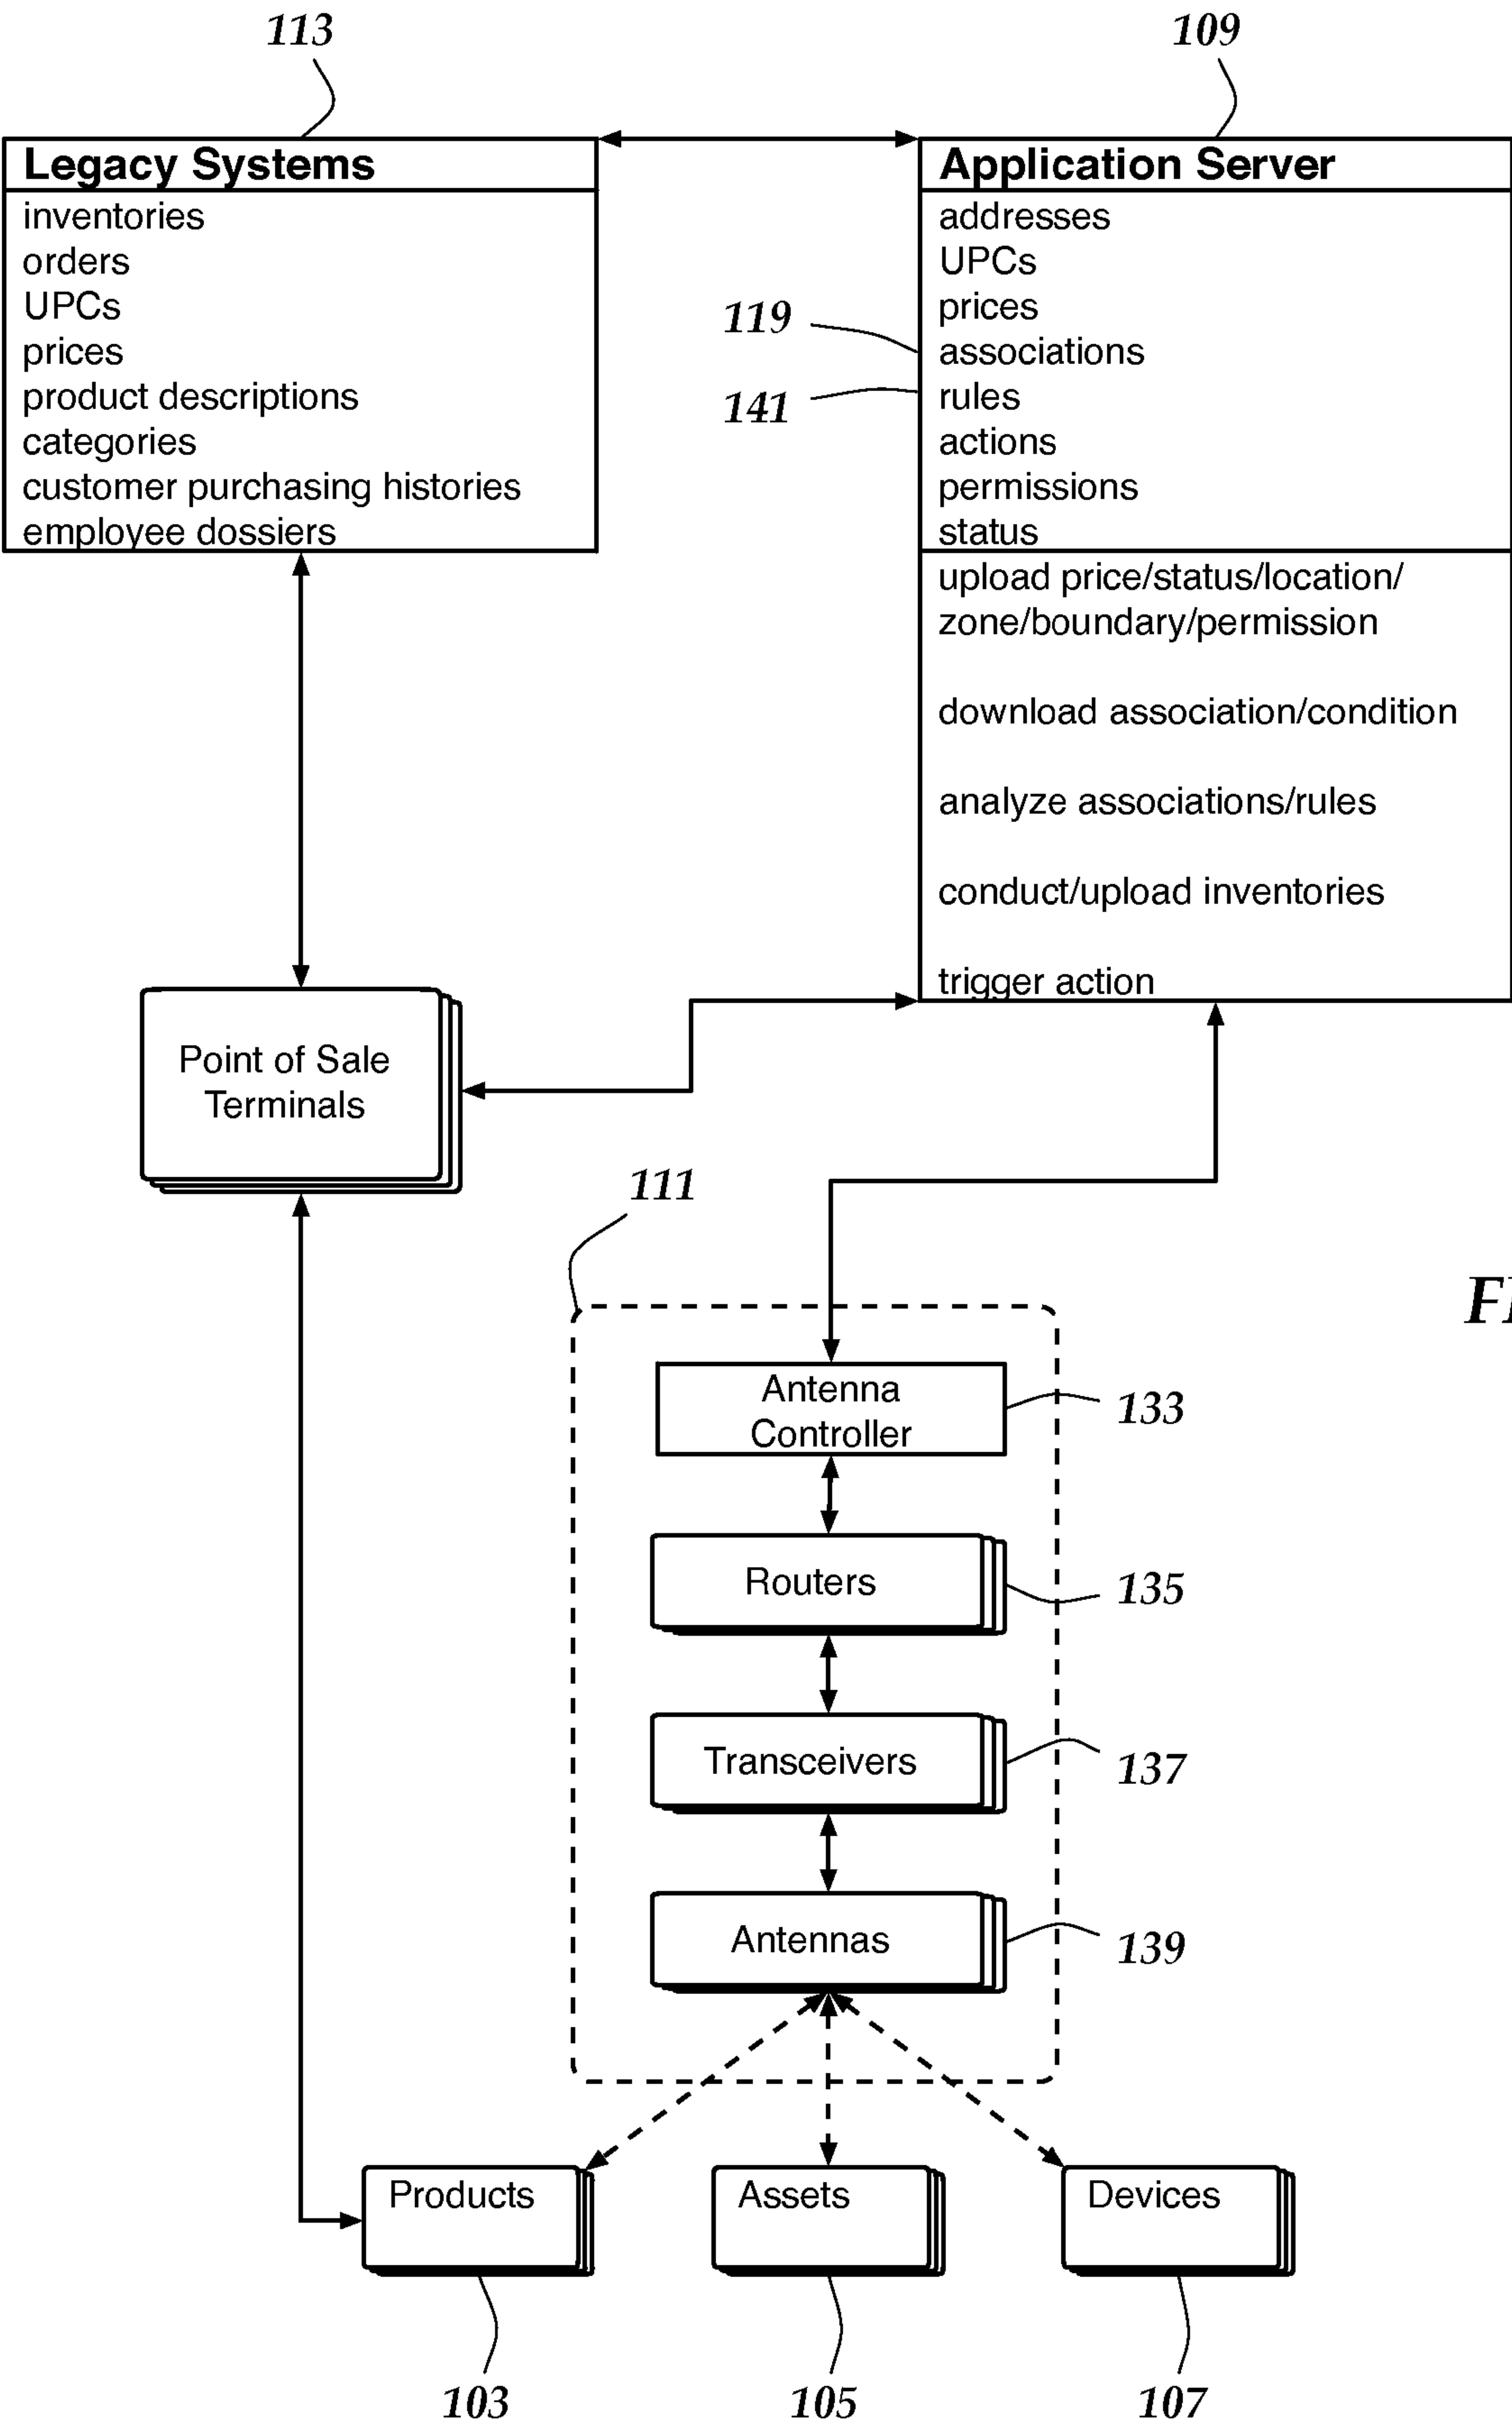 113
109
Legacy Systems
inventories
orders
UPCs
prices
product descriptions
categories
customer purchasing histories
employee dossiers
Application Server
addresses
UPCs
prices
associations
rules
actions
permissions
status
119
141
upload price/status/location/
zone/boundary/permission
download association/condition
analyze associations/rules
conduct/upload inventories
trigger action
Point of Sale
Terminals
111
Antenna
Controller
133
Routers
135
Transceivers
137
Antennas
139
Products
Assets
Devices
103
105
107